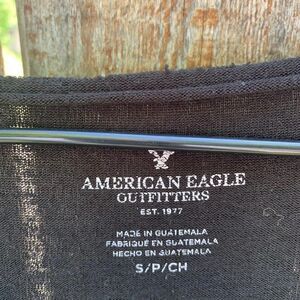 AMERICAN EAGLE
OUTFITTERS
EST. 1977
MADE IN GUATEMALA
FABRIQUÉ EN GUATEMALA
HECHO EN GUATEMALA
S/P/CH